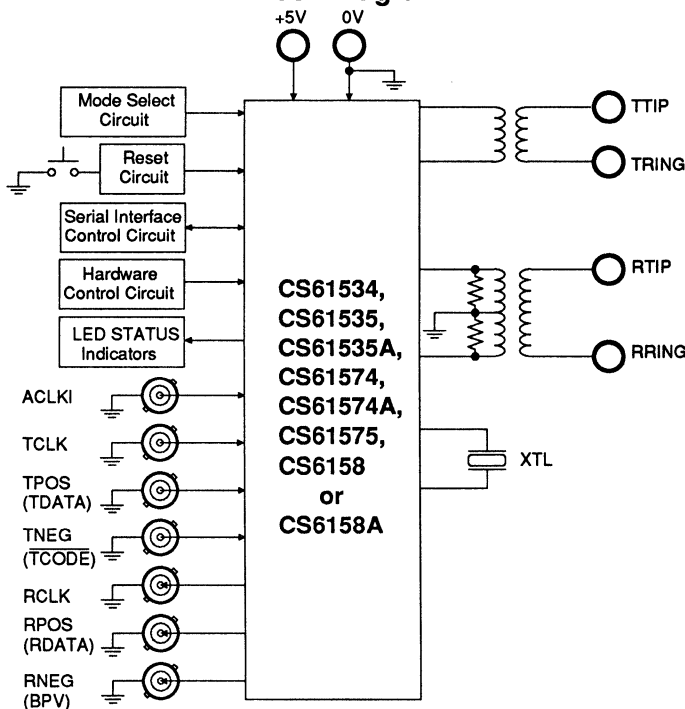 +5V
0V
Mode Select
Circuit
Reset
Circuit
Serial Interface
Control Circuit
Hardware
Control Circuit
LED STATUS
Indicators
ACLKI
TCLK
TPOS
(TDATA)
TNEG
(TCODE)
RCLK
RPOS
(RDATA)
RNEG
(BPV)
CS61534,
CS61535,
CS61535A,
CS61574,
CS61574A,
CS61575,
CS6158
or
CS6158A
TTIP
TRING
RTIP
RRING
XTL